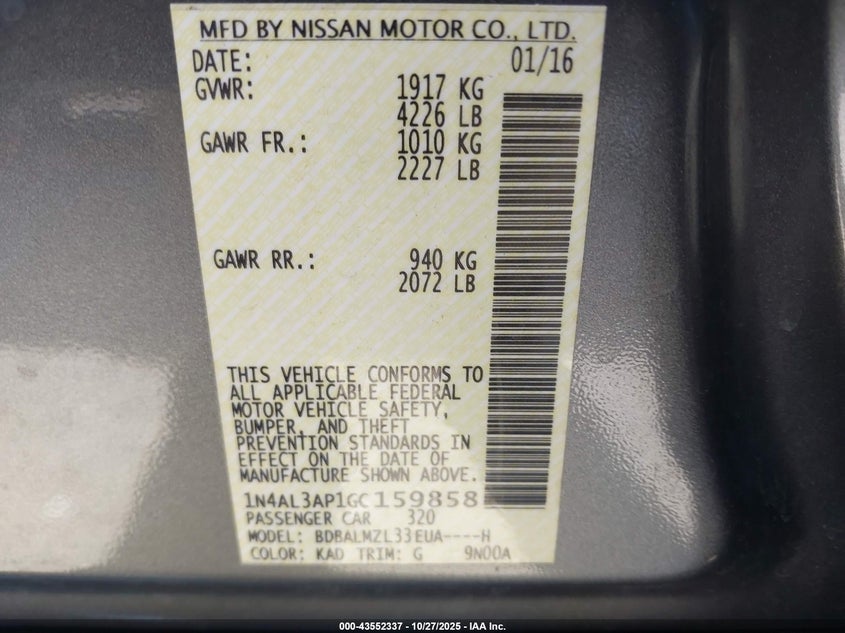 MFD BY NISSAN MOTOR CO., LTD.
DATE: 01/16
GVWR: 1917 KG
4226 LB
GAWR FR.: 1010 KG
2227 LB
GAWR RR.: 940 KG
2072 LB
THIS VEHICLE CONFORMS TO
ALL APPLICABLE FEDERAL
MOTOR VEHICLE SAFETY,
BUMPER, AND THEFT
PREVENTION STANDARDS IN
EFFECT ON THE DATE OF
MANUFACTURE SHOWN ABOVE.
1N4AL3AP1GC159858
PASSENGER CAR 320
MODEL: BDBALMZL33EUA----H
COLOR: KAD TRIM: G 9N00A
000-43552337 - 10/27/2025 - IAA Inc.